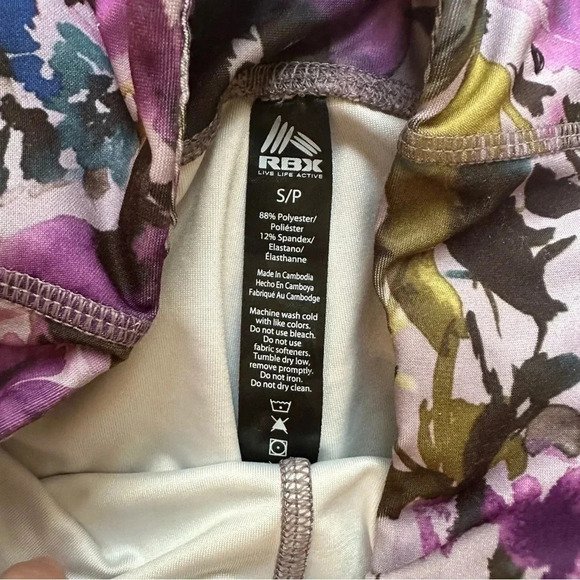 RBX
LIVE LIFE ACTIVE
S/P
88% Polyester/
Poliéster
12% Spandex/
Elastano/
Élasthanne
Made In Cambodia
Hecho En Camboya
Fabriqué Au Cambodge
Machine wash cold
with like colors.
Do not use bleach.
Do not use
fabric softeners.
Tumble dry low,
remove promptly.
Do not iron.
Do not dry clean.